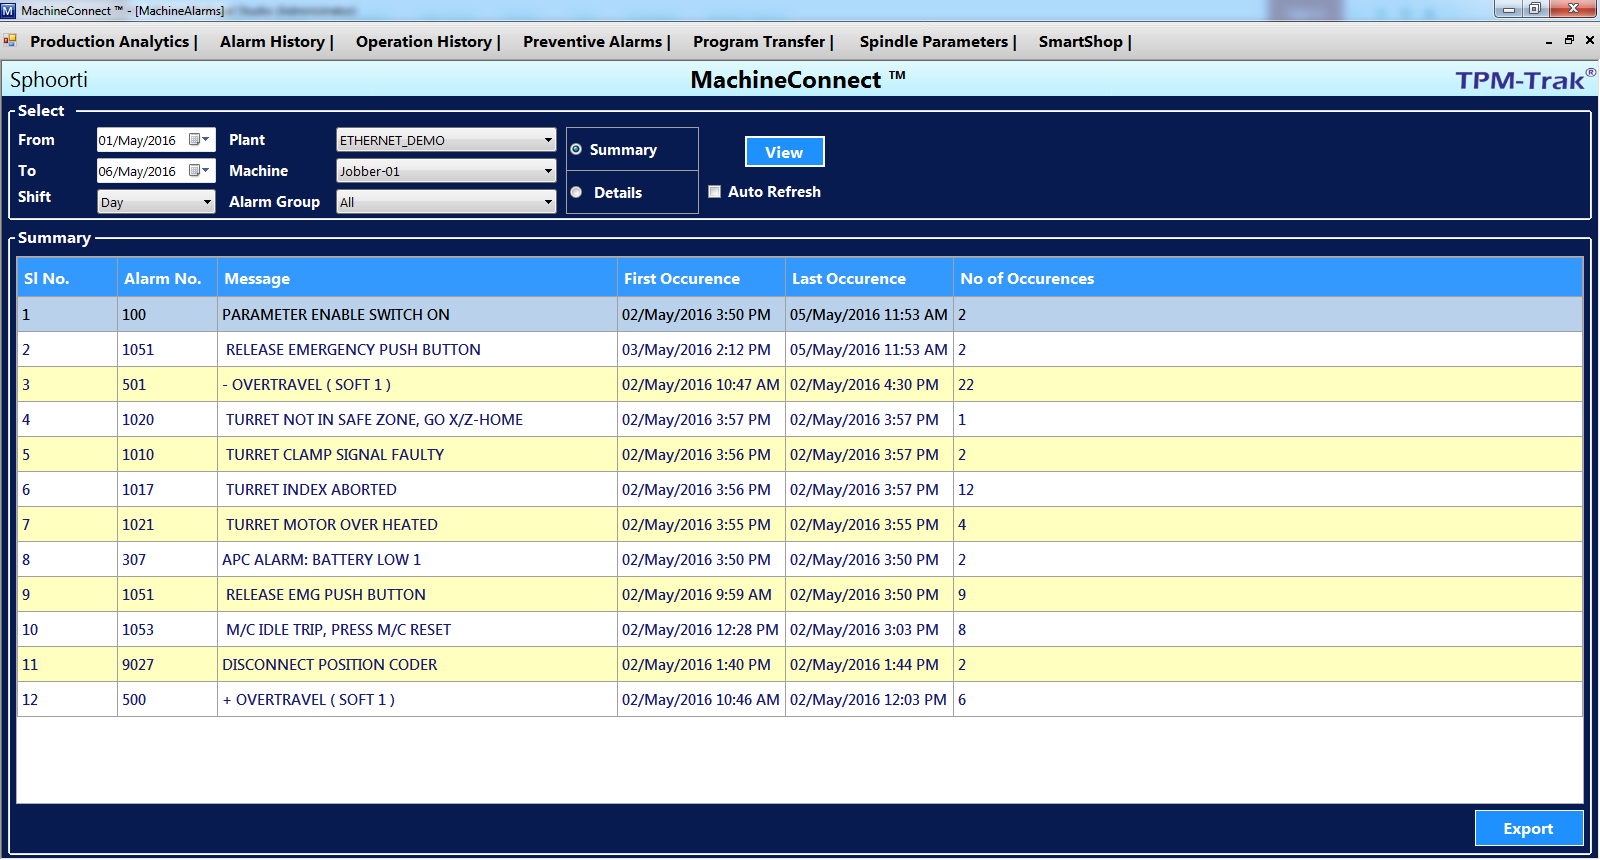 MachineConnect ™ - [MachineAlarms]
Production Analytics | Alarm History | Operation History | Preventive Alarms | Program Transfer | Spindle Parameters | SmartShop |
Sphoorti MachineConnect ™ TPM-Trak®
Select
From 01/May/2016 Plant ETHERNET_DEMO Summary View
To 06/May/2016 Machine Jobber-01
Shift Day Alarm Group All Details Auto Refresh
Summary
Sl No. Alarm No. Message First Occurence Last Occurence No of Occurences
1 100 PARAMETER ENABLE SWITCH ON 02/May/2016 3:50 PM 05/May/2016 11:53 AM 2
2 1051 RELEASE EMERGENCY PUSH BUTTON 03/May/2016 2:12 PM 05/May/2016 11:53 AM 2
3 501 - OVERTRAVEL ( SOFT 1 ) 02/May/2016 10:47 AM 02/May/2016 4:30 PM 22
4 1020 TURRET NOT IN SAFE ZONE, GO X/Z-HOME 02/May/2016 3:57 PM 02/May/2016 3:57 PM 1
5 1010 TURRET CLAMP SIGNAL FAULTY 02/May/2016 3:56 PM 02/May/2016 3:57 PM 2
6 1017 TURRET INDEX ABORTED 02/May/2016 3:56 PM 02/May/2016 3:57 PM 12
7 1021 TURRET MOTOR OVER HEATED 02/May/2016 3:55 PM 02/May/2016 3:55 PM 4
8 307 APC ALARM: BATTERY LOW 1 02/May/2016 3:50 PM 02/May/2016 3:50 PM 2
9 1051 RELEASE EMG PUSH BUTTON 02/May/2016 9:59 AM 02/May/2016 3:50 PM 9
10 1053 M/C IDLE TRIP, PRESS M/C RESET 02/May/2016 12:28 PM 02/May/2016 3:03 PM 8
11 9027 DISCONNECT POSITION CODER 02/May/2016 1:40 PM 02/May/2016 1:44 PM 2
12 500 + OVERTRAVEL ( SOFT 1 ) 02/May/2016 10:46 AM 02/May/2016 12:03 PM 6
Export